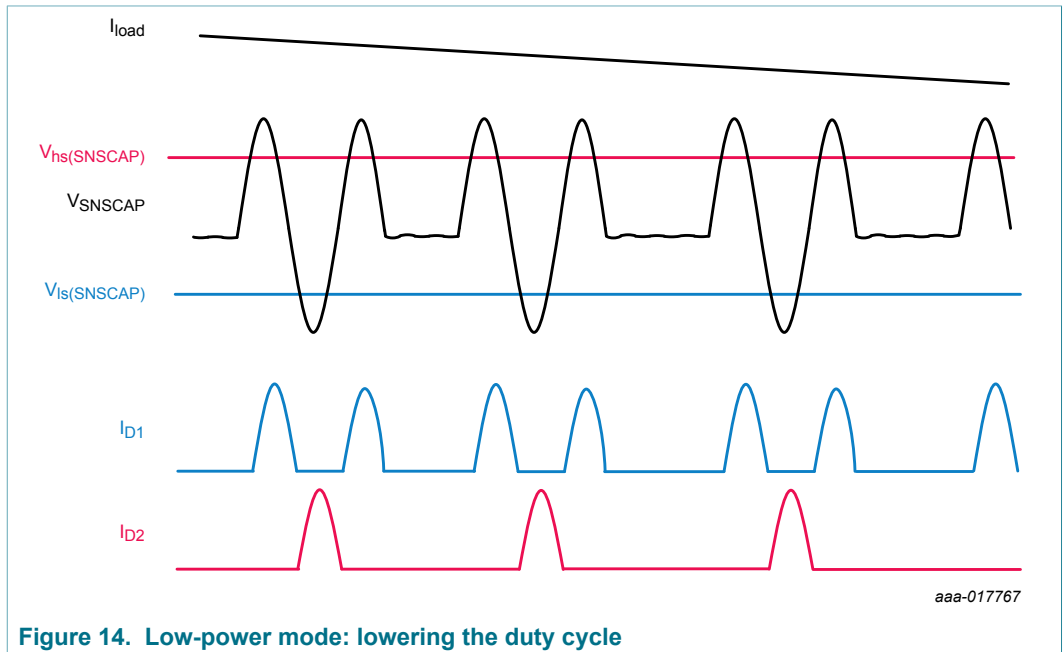 Iload
Vhs(SNSCAP)
VSNSCAP
Vls(SNSCAP)
ID1
ID2
aaa-017767
Figure 14. Low-power mode: lowering the duty cycle